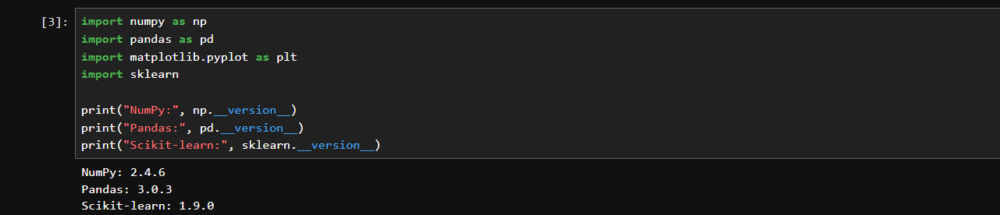 [3]: import numpy as np
import pandas as pd
import matplotlib.pyplot as plt
import sklearn
print("NumPy:", np.__version__)
print("Pandas:", pd.__version__)
print("Scikit-learn:", sklearn.__version__)
NumPy: 2.4.6
Pandas: 3.0.3
Scikit-learn: 1.9.0